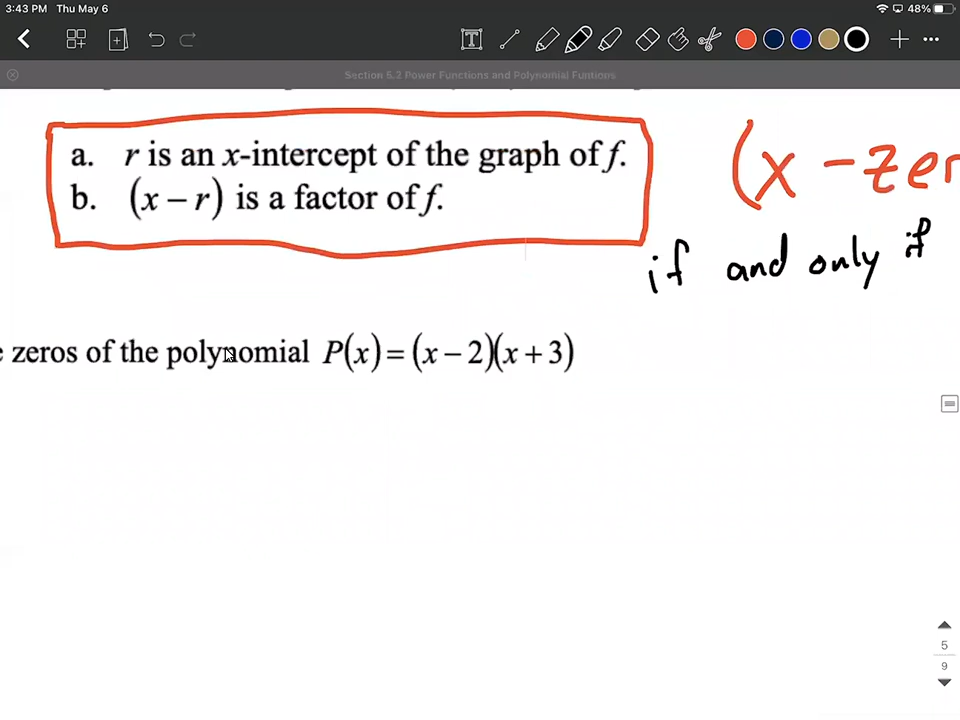 3:43 PM Thu May 6
48%
Section 5.2 Power Functions and Polynomial Funtions
a. r is an x-intercept of the graph of f.
b. (x – r) is a factor of f.
(x – zer
if and only if
zeros of the polynomial P(x) = (x – 2)(x + 3)
5
9